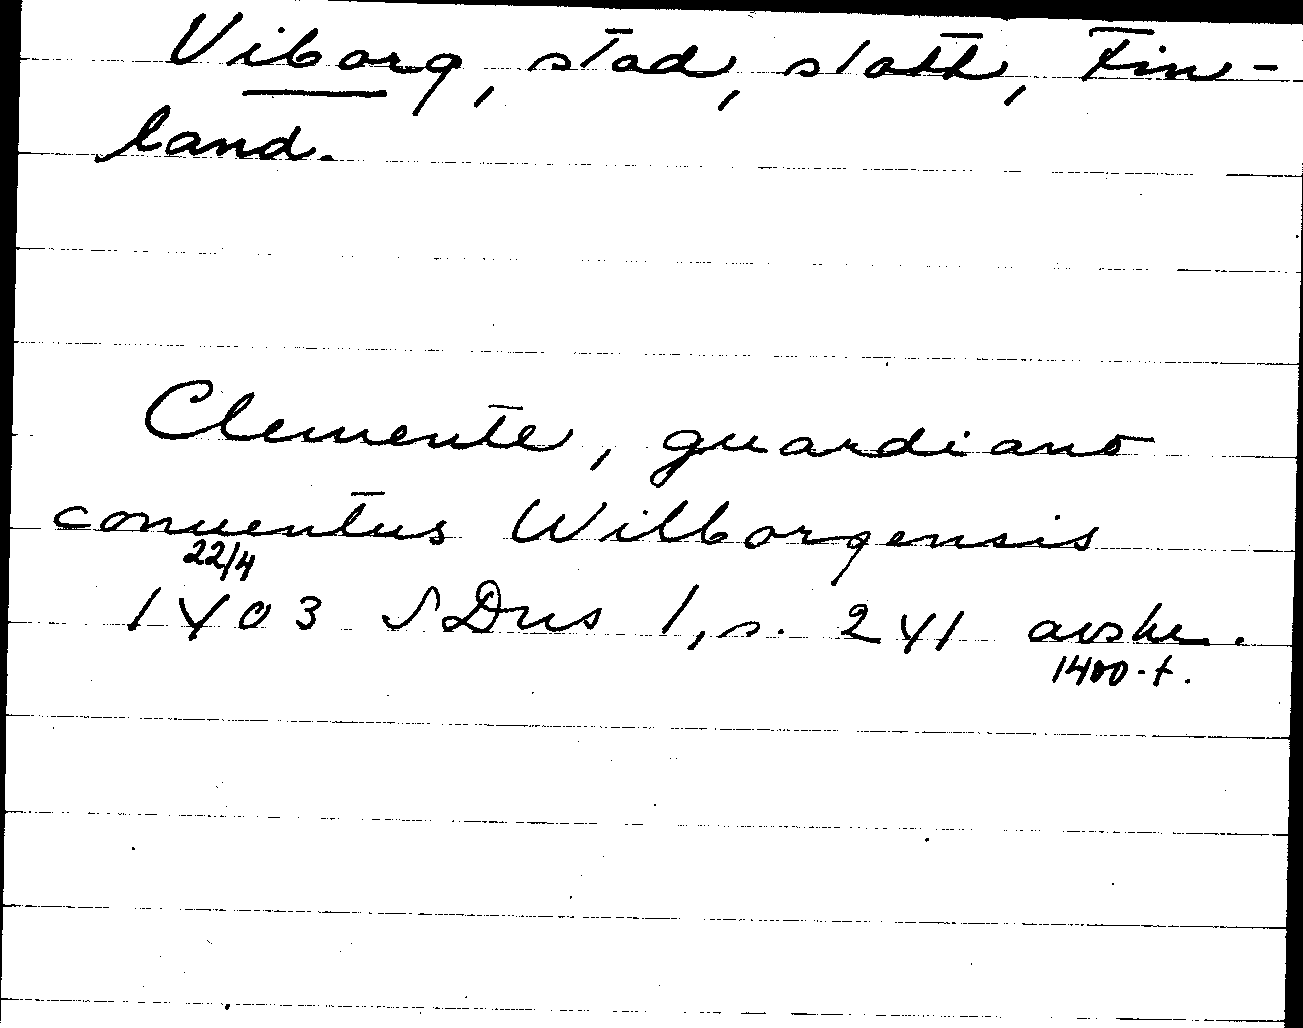 Viborg, stad, slott, Fin-
land.
Clemente, guardiano
conuentus Wilborgensis
22/4
1403 SDns 1, s. 241 avskr.
1400-t.